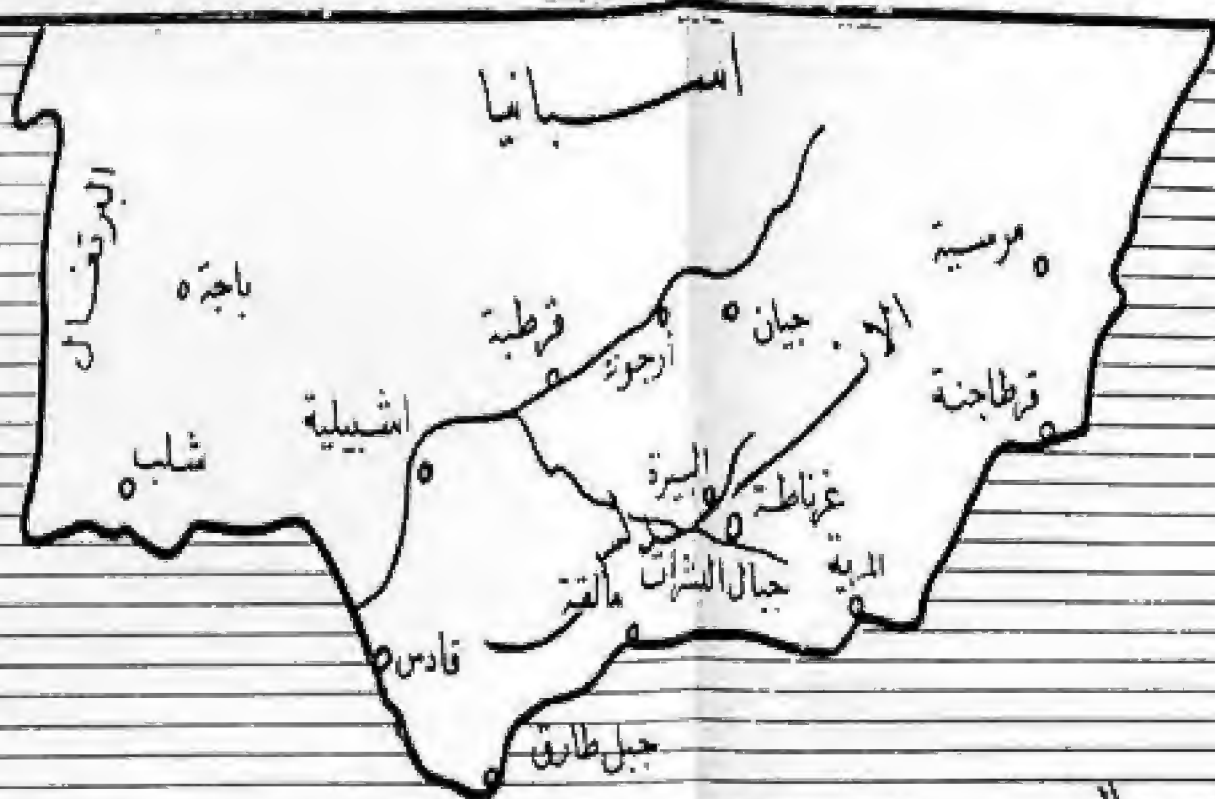 اسبانيا
البرتغال
مرسية
باجة
جيان
قرطبة
أرجونة
قرطاجنة
اشبيلية
شلب
البيرة
غرناطة
جبال البشرات
المرية
مالقة
قادس
جبل طارق